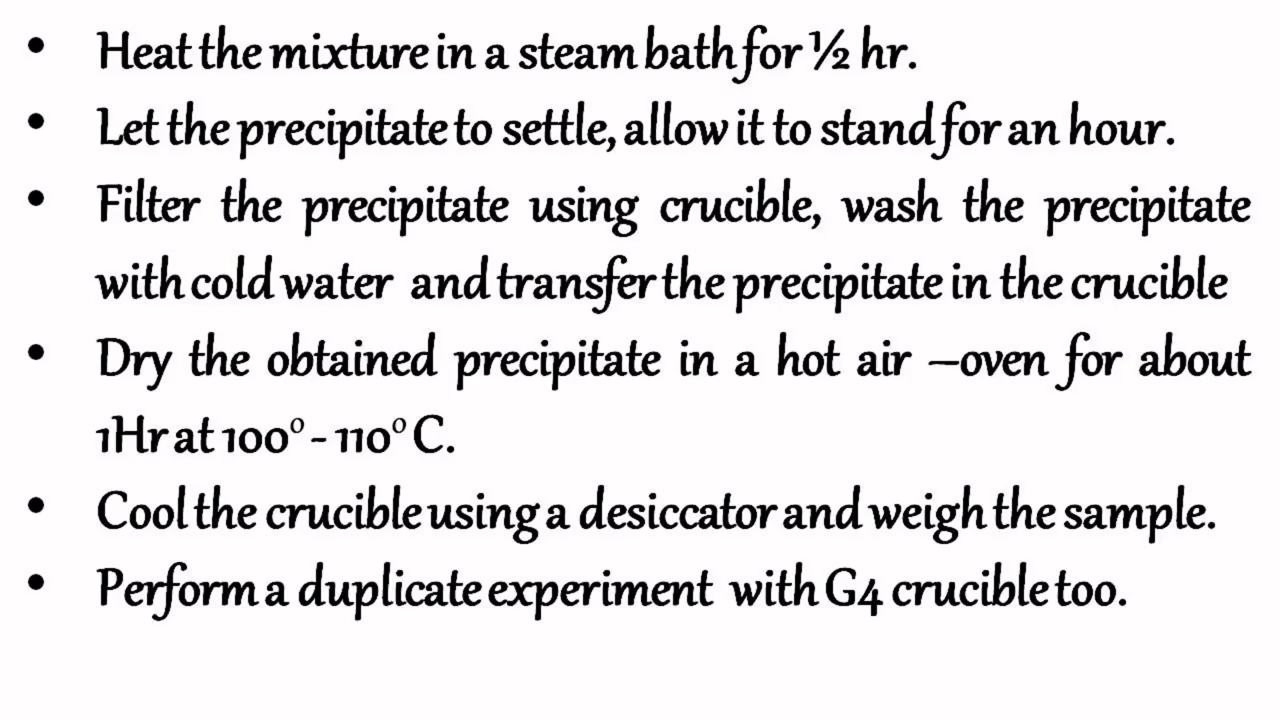 • Heat the mixture in a steam bath for ½ hr.
• Let the precipitate to settle, allow it to stand for an hour.
• Filter the precipitate using crucible, wash the precipitate
with cold water and transfer the precipitate in the crucible
• Dry the obtained precipitate in a hot air –oven for about
1Hr at 100° - 110° C.
• Cool the crucible using a desiccator and weigh the sample.
• Perform a duplicate experiment with G4 crucible too.